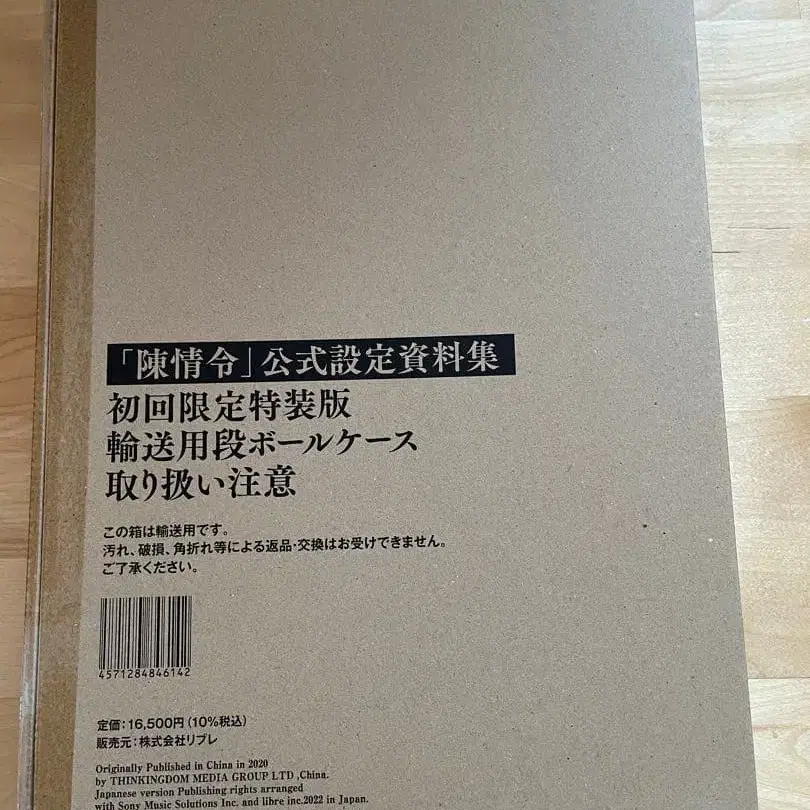 「陳情令」公式設定資料集
初回限定特装版
輸送用段ボールケース
取り扱い注意
この箱は輸送用です。
汚れ、破損、角折れ等による返品・交換はお受けできません。
ご了承ください。
4571284846142
定価：16,500円（10%税込）
販売元：株式会社リブレ
Originally Published in China in 2020
by THINKINGDOM MEDIA GROUP LTD ,China.
Japanese version Publishing rights arranged
with Sony Music Solutions Inc. and libre inc.2022 in Japan.